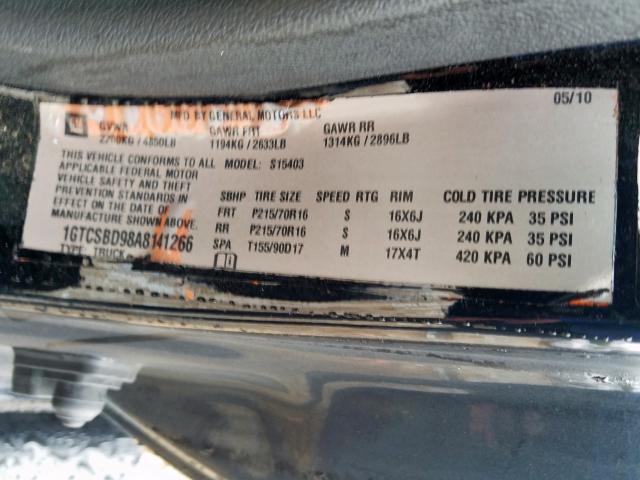 MFD BY GENERAL MOTORS LLC 05/10
GM GVWR GAWR FRT GAWR RR
2200KG / 4850LB 1194KG / 2633LB 1314KG / 2896LB
THIS VEHICLE CONFORMS TO ALL MODEL: S15403
APPLICABLE FEDERAL MOTOR
VEHICLE SAFETY AND THEFT SBHP TIRE SIZE SPEED RTG RIM COLD TIRE PRESSURE
PREVENTION STANDARDS IN FRT P215/70R16 S 16X6J 240 KPA 35 PSI
EFFECT ON THE DATE OF RR P215/70R16 S 16X6J 240 KPA 35 PSI
MANUFACTURE SHOWN ABOVE. SPA T155/90D17 M 17X4T 420 KPA 60 PSI
1GTCSBD98A8141266
TYPE: TRUCK